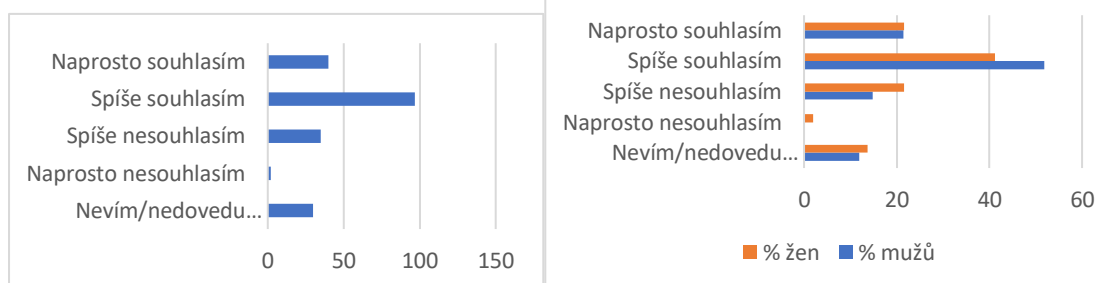 Naprosto souhlasím
Spíše souhlasím
Spíše nesouhlasím
Naprosto nesouhlasím
Nevím/nedovedu...
0 50 100 150
Naprosto souhlasím
Spíše souhlasím
Spíše nesouhlasím
Naprosto nesouhlasím
Nevím/nedovedu...
0 20 40 60
% žen % mužů